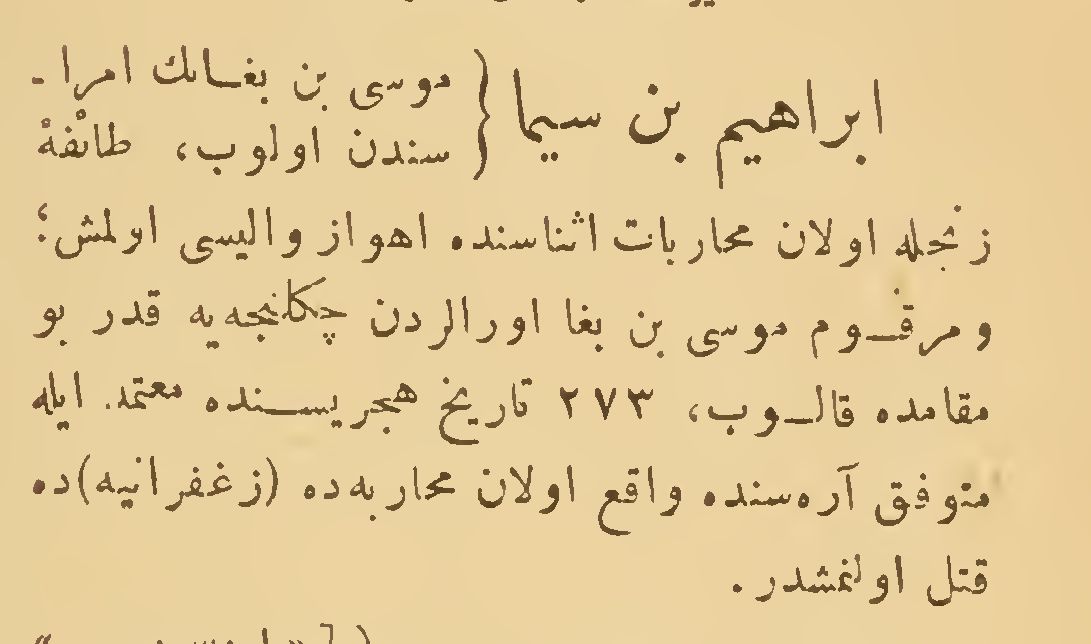 ابراهيم بن سيما { موسى بن بغانك امرا-
سندن اولوب، طائفهٔ
زنجله اولان محاربات اثناسنده اهواز واليسى اولمش؛
و مرقوم موسى بن بغا اورالردن چكلنجه‌يه قدر بو
مقامده قالوب، ٢٧٣ تاريخ هجريسنده معتمد ايله
متوفق آره‌سنده واقع اولان محاربه‌ده (زغفرانيه)ده
قتل اولنمشدر.